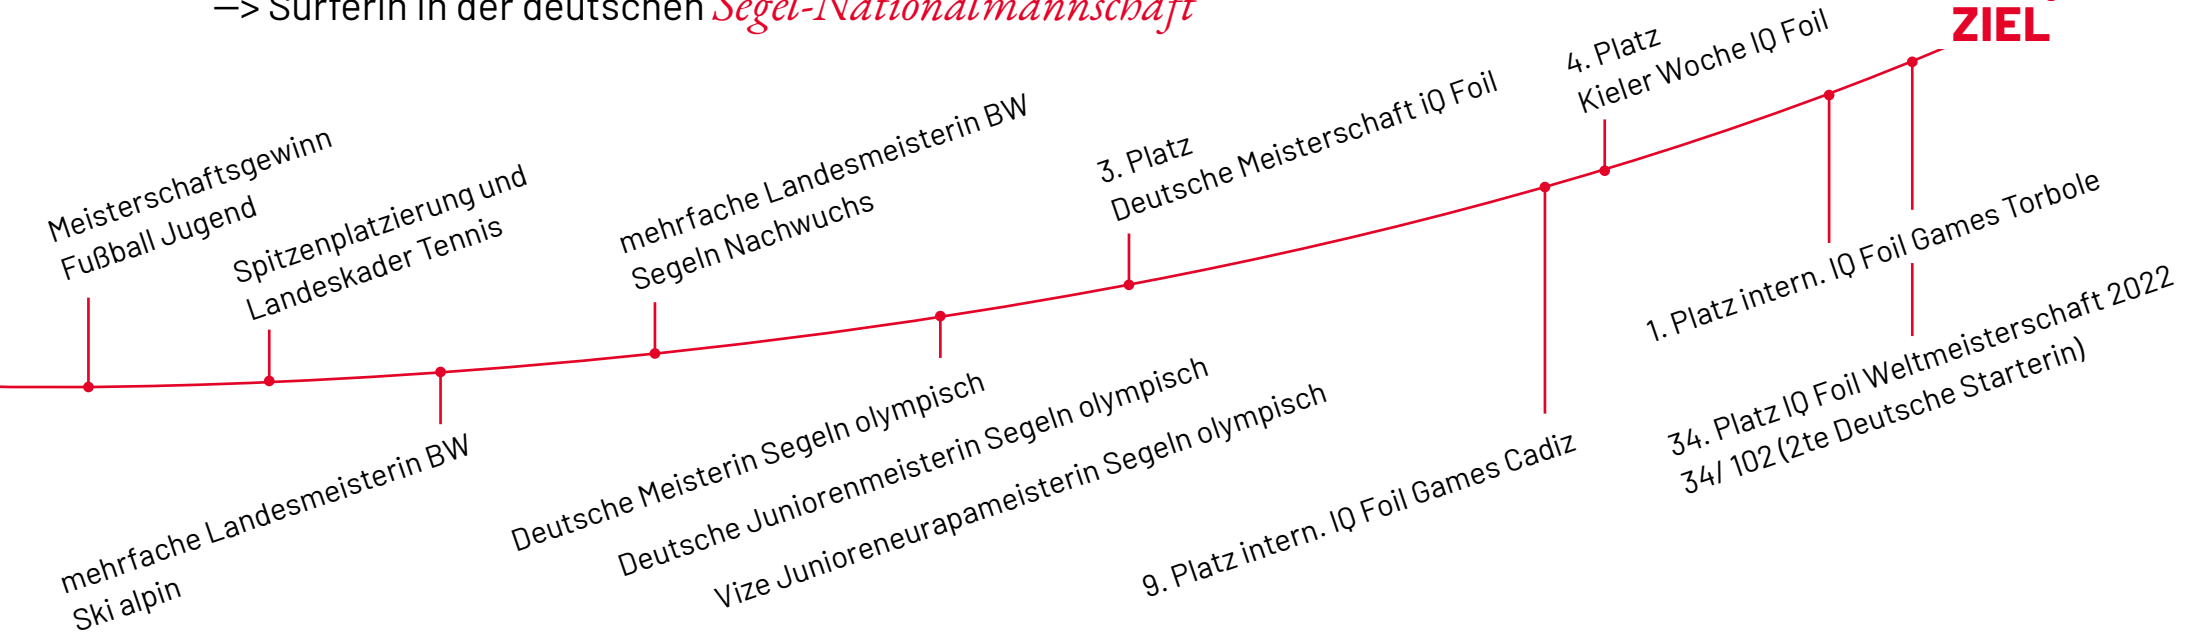 —> Surferin in der deutschen Segel-Nationalmannschaft
ZIEL
Meisterschaftsgewinn
Fußball Jugend
Spitzenplatzierung und
Landeskader Tennis
mehrfache Landesmeisterin BW
Ski alpin
mehrfache Landesmeisterin BW
Segeln Nachwuchs
Deutsche Meisterin Segeln olympisch
Deutsche Juniorenmeisterin Segeln olympisch
Vize Junioreneurapameisterin Segeln olympisch
3. Platz
Deutsche Meisterschaft iQ Foil
9. Platz intern. IQ Foil Games Cadiz
4. Platz
Kieler Woche IQ Foil
1. Platz intern. IQ Foil Games Torbole
34. Platz IQ Foil Weltmeisterschaft 2022
34/ 102 (2te Deutsche Starterin)